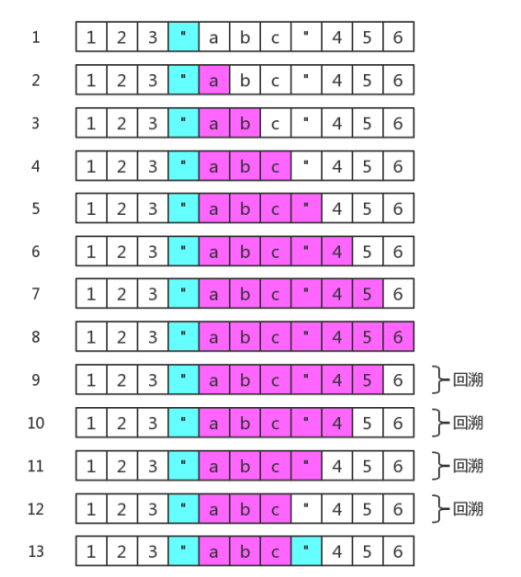 1 1 2 3 " a b c " 4 5 6
2 1 2 3 " a b c " 4 5 6
3 1 2 3 " a b c " 4 5 6
4 1 2 3 " a b c " 4 5 6
5 1 2 3 " a b c " 4 5 6
6 1 2 3 " a b c " 4 5 6
7 1 2 3 " a b c " 4 5 6
8 1 2 3 " a b c " 4 5 6
9 1 2 3 " a b c " 4 5 6 回溯
10 1 2 3 " a b c " 4 5 6 回溯
11 1 2 3 " a b c " 4 5 6 回溯
12 1 2 3 " a b c " 4 5 6 回溯
13 1 2 3 " a b c " 4 5 6